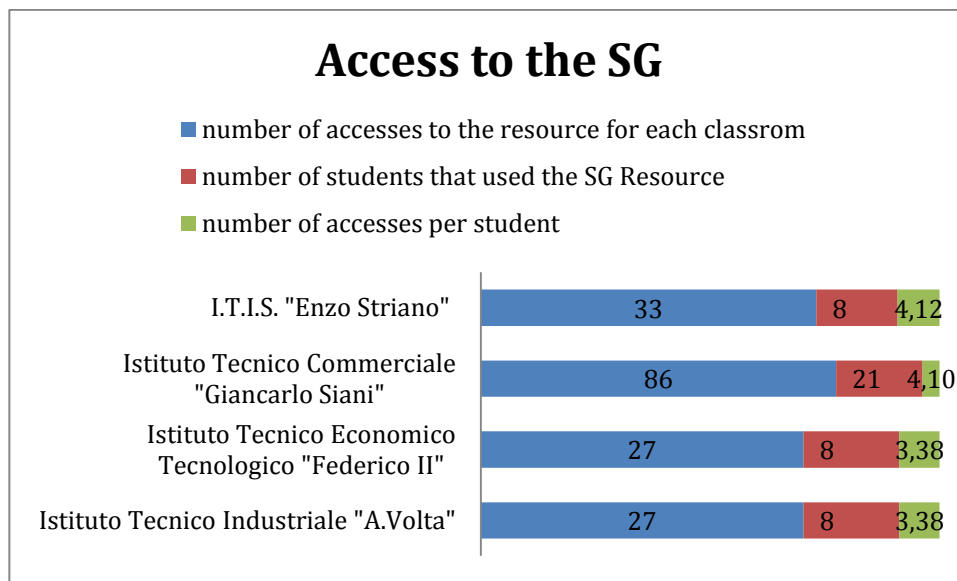 Access to the SG
number of accesses to the resource for each classrom
number of students that used the SG Resource
number of accesses per student
I.T.I.S. "Enzo Striano"
33 8 4,12
Istituto Tecnico Commerciale
"Giancarlo Siani"
86 21 4,10
Istituto Tecnico Economico
Tecnologico "Federico II"
27 8 3,38
Istituto Tecnico Industriale "A.Volta"
27 8 3,38